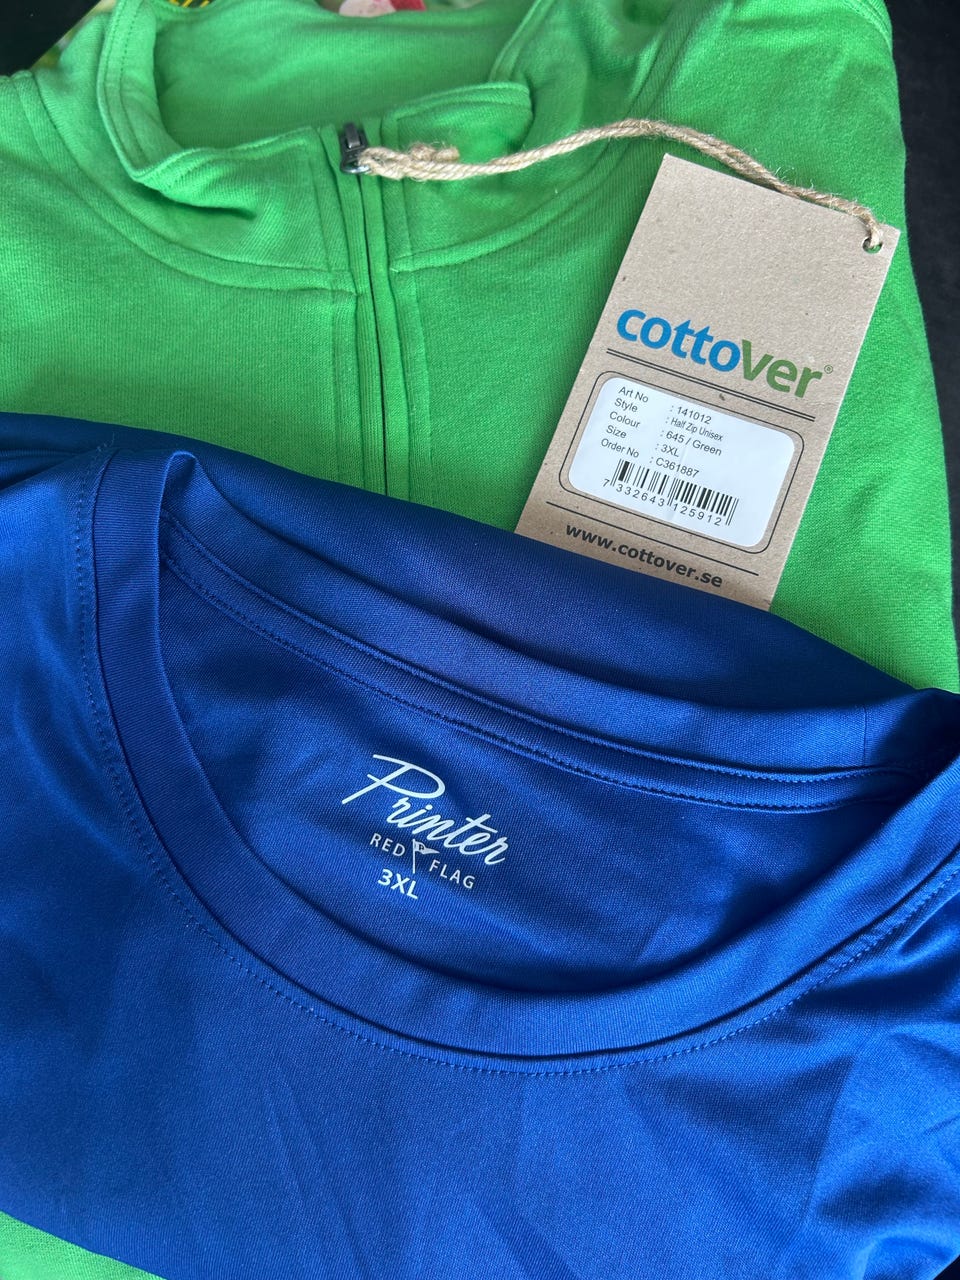 cottover®
Art No : 141012
Style : Half Zip Unisex
Colour : 645 / Green
Size : 3XL
Order No : C361887
7 332643 125912
www.cottover.se
Printer
RED FLAG
3XL